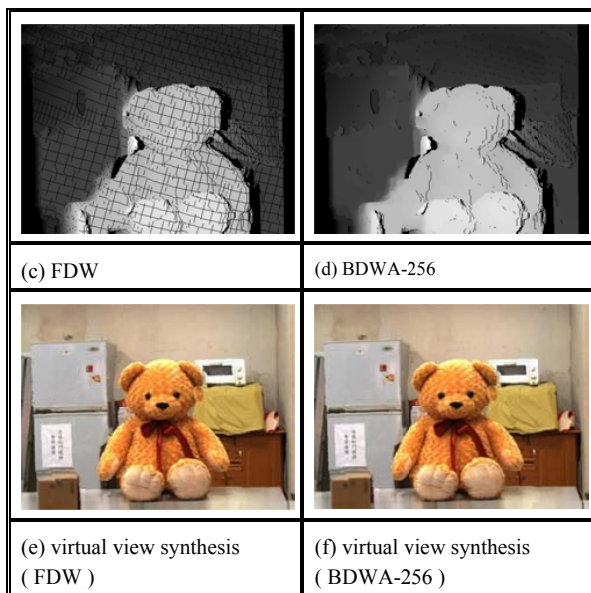 (c) FDW
(d) BDWA-256
(e) virtual view synthesis
( FDW )
(f) virtual view synthesis
( BDWA-256 )